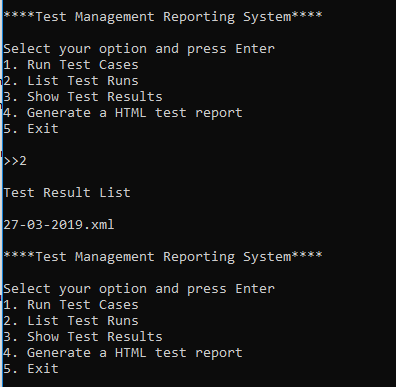 ****Test Management Reporting System****
Select your option and press Enter
1. Run Test Cases
2. List Test Runs
3. Show Test Results
4. Generate a HTML test report
5. Exit
>>2
Test Result List
27-03-2019.xml
****Test Management Reporting System****
Select your option and press Enter
1. Run Test Cases
2. List Test Runs
3. Show Test Results
4. Generate a HTML test report
5. Exit